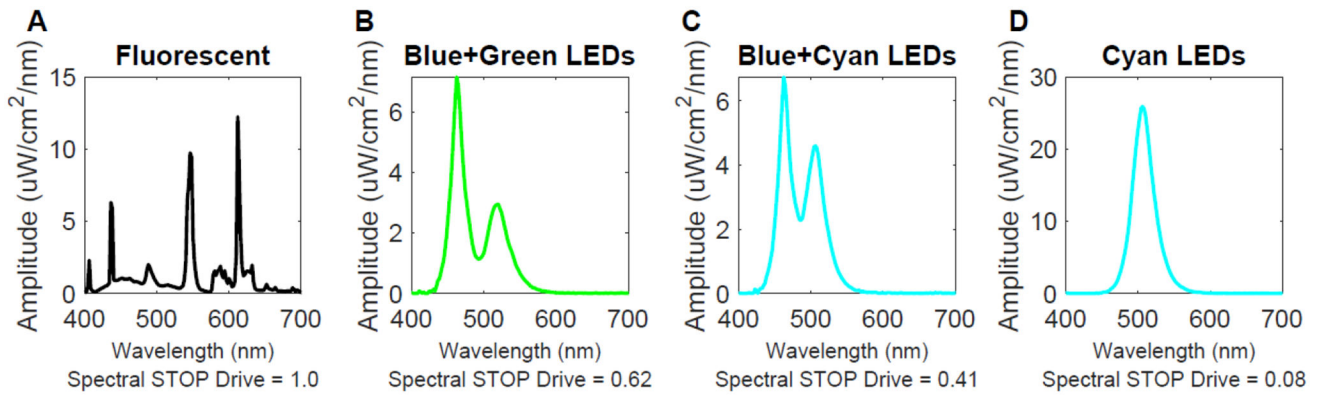 A
Fluorescent
Amplitude (uW/cm²/nm)
15
10
5
0
400 500 600 700
Wavelength (nm)
Spectral STOP Drive = 1.0
B
Blue+Green LEDs
Amplitude (uW/cm²/nm)
6
4
2
0
400 500 600 700
Wavelength (nm)
Spectral STOP Drive = 0.62
C
Blue+Cyan LEDs
Amplitude (uW/cm²/nm)
6
4
2
0
400 500 600 700
Wavelength (nm)
Spectral STOP Drive = 0.41
D
Cyan LEDs
Amplitude (uW/cm²/nm)
30
20
10
0
400 500 600 700
Wavelength (nm)
Spectral STOP Drive = 0.08